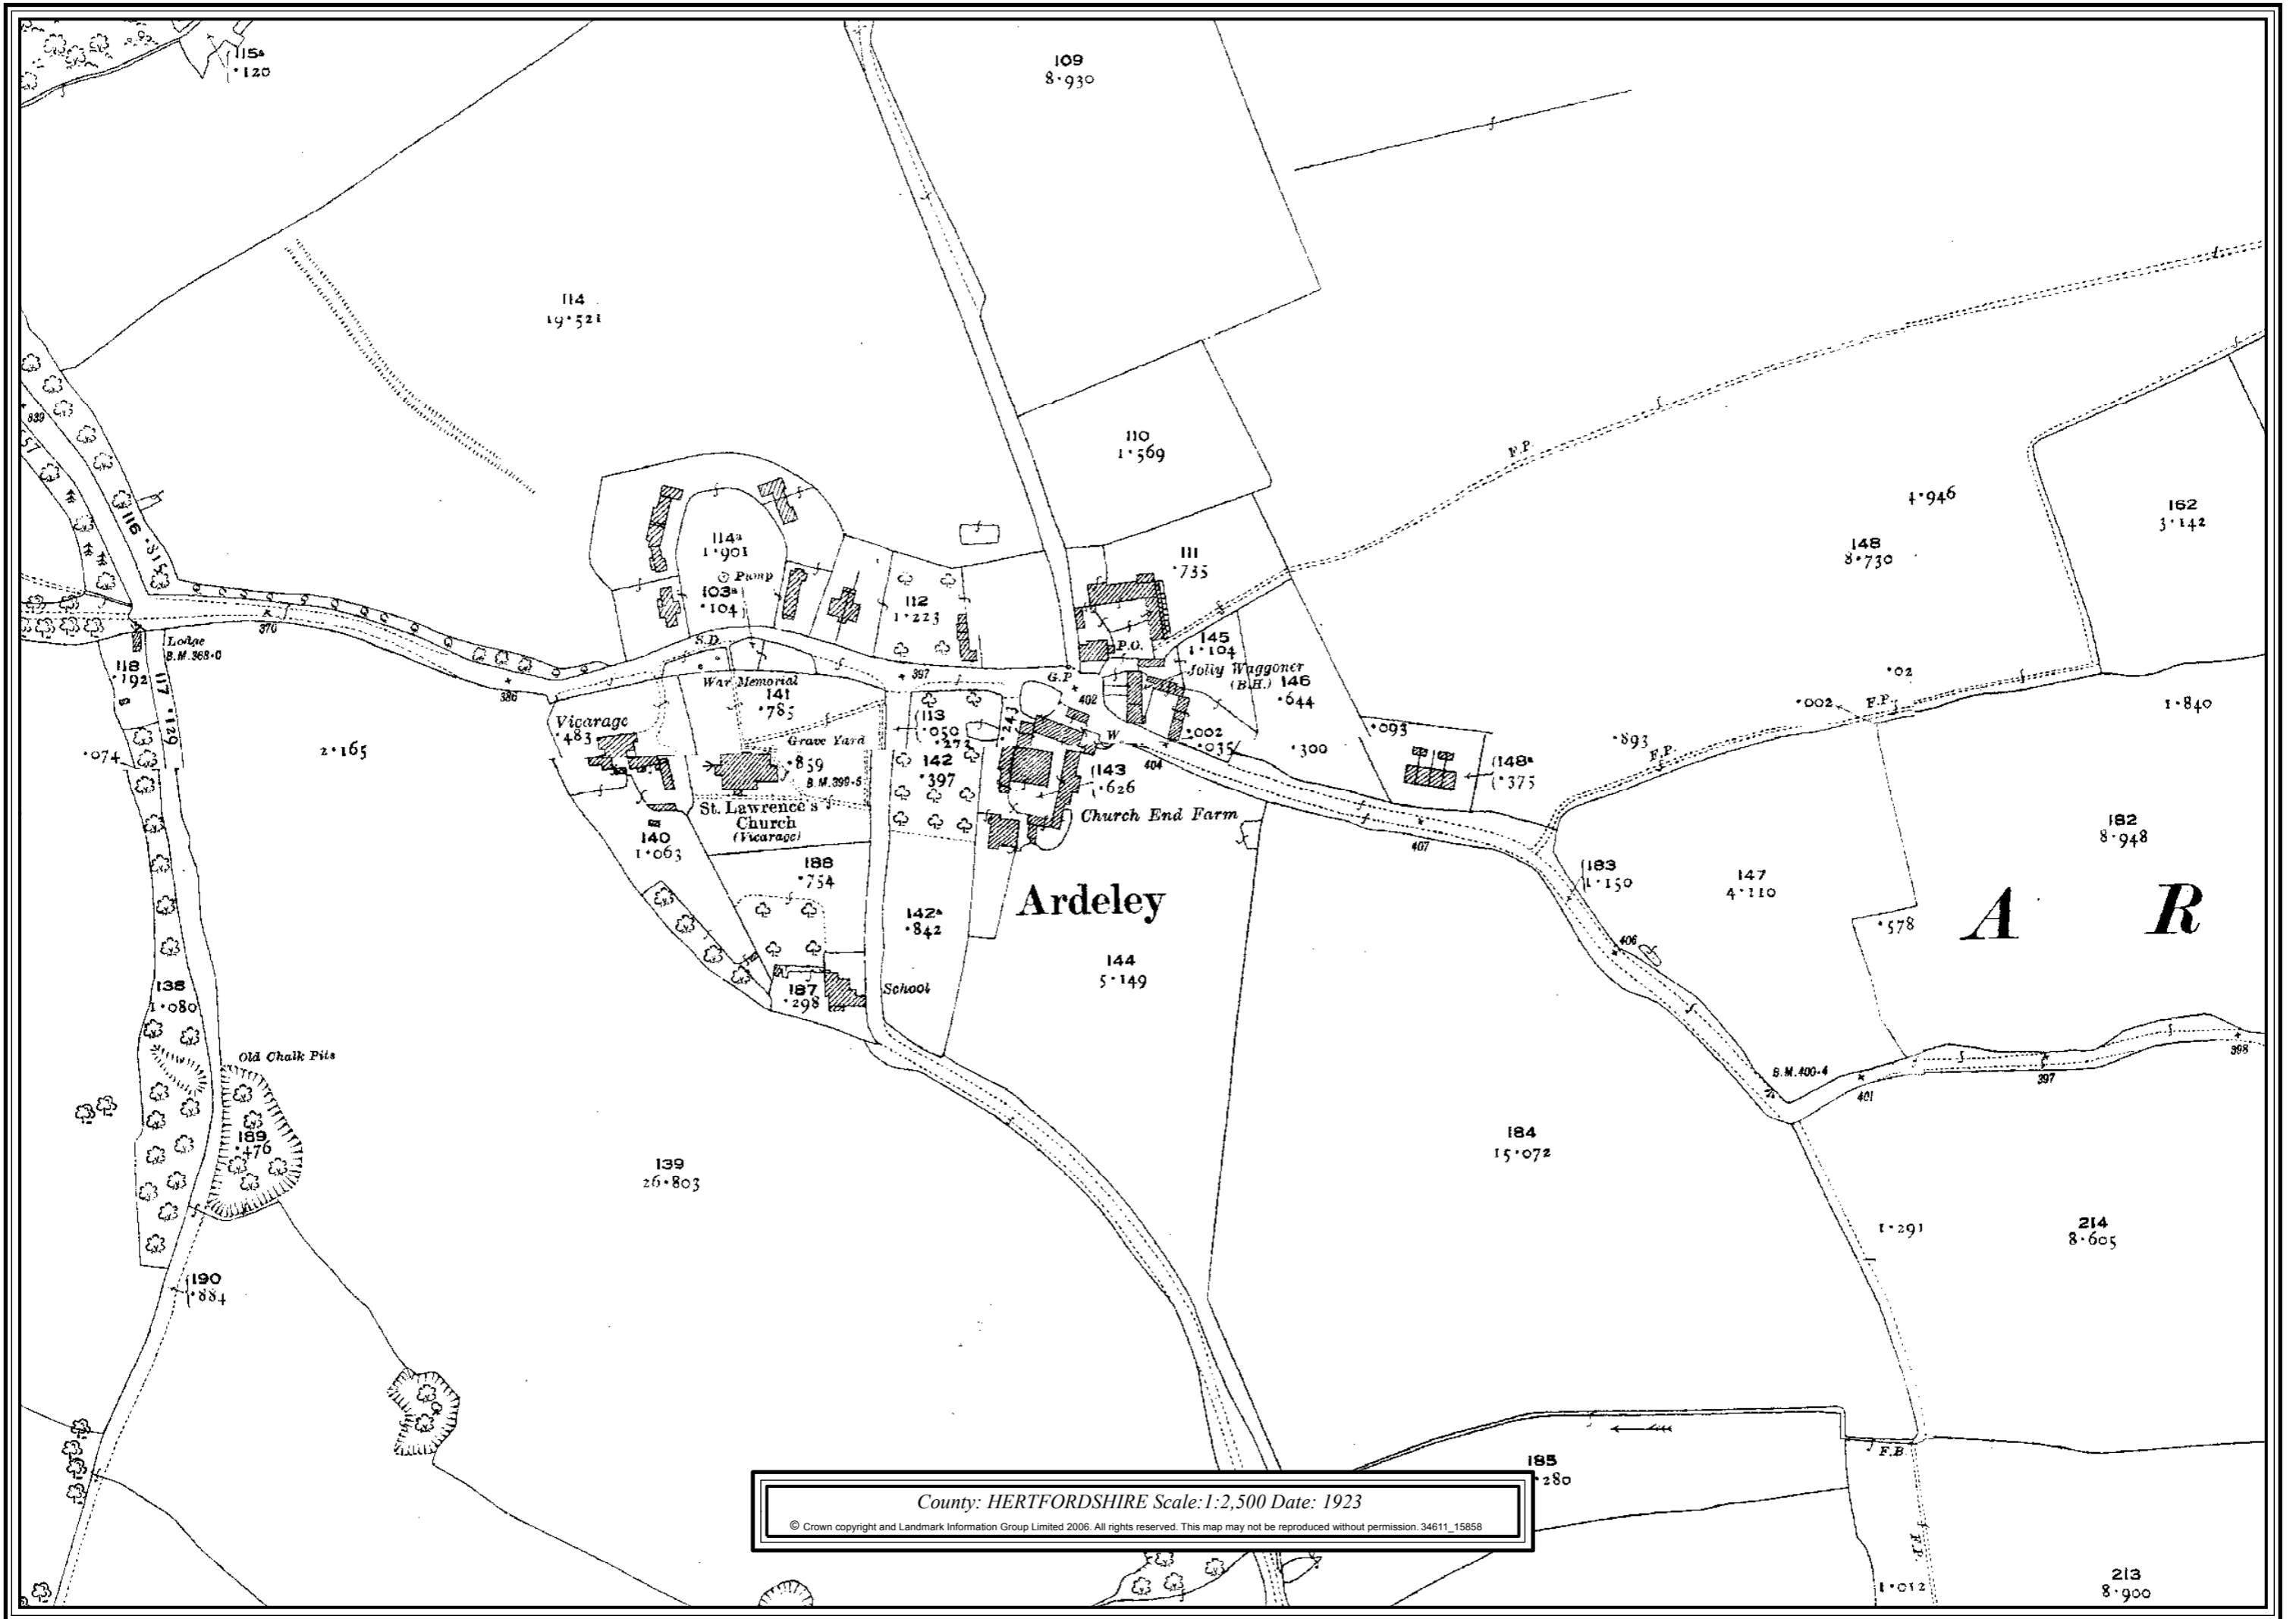 115a
·120
109
8·930
114
19·521
110
1·569
F.P.
4·946
162
3·142
148
8·730
839
57
116
·815
114a
1·901
Pump
103a
·104
112
1·223
111
·735
370
Lodge
B.M.368·0
118
·192
117
·129
S.D.
397
P.O.
145
1·104
Jolly Waggoner
(B.H.)
146
·644
G.P
402
War Memorial
141
·785
386
Vicarage
·483
Grave Yard
·859
B.M.399·5
113
·050
·273
·243
142
·397
W.
404
·002
·035
·300
·093
148a
·375
·02
·002
F.P.
1·840
·893
F.P.
·074
2·165
143
·626
Church End Farm
St. Lawrence's
Church
(Vicarage)
140
1·063
188
·754
407
182
8·948
183
1·150
147
4·110
Ardeley
142a
·842
144
5·149
406
·578
A R
138
1·080
187
·298
School
Old Chalk Pits
189
·476
B.M.400·4
401
397
398
139
26·803
184
15·072
1·291
214
8·605
190
·884
F.B
185
·280
F.P.
1·012
213
8·900
County: HERTFORDSHIRE Scale:1:2,500 Date: 1923
© Crown copyright and Landmark Information Group Limited 2006. All rights reserved. This map may not be reproduced without permission. 34611_15858